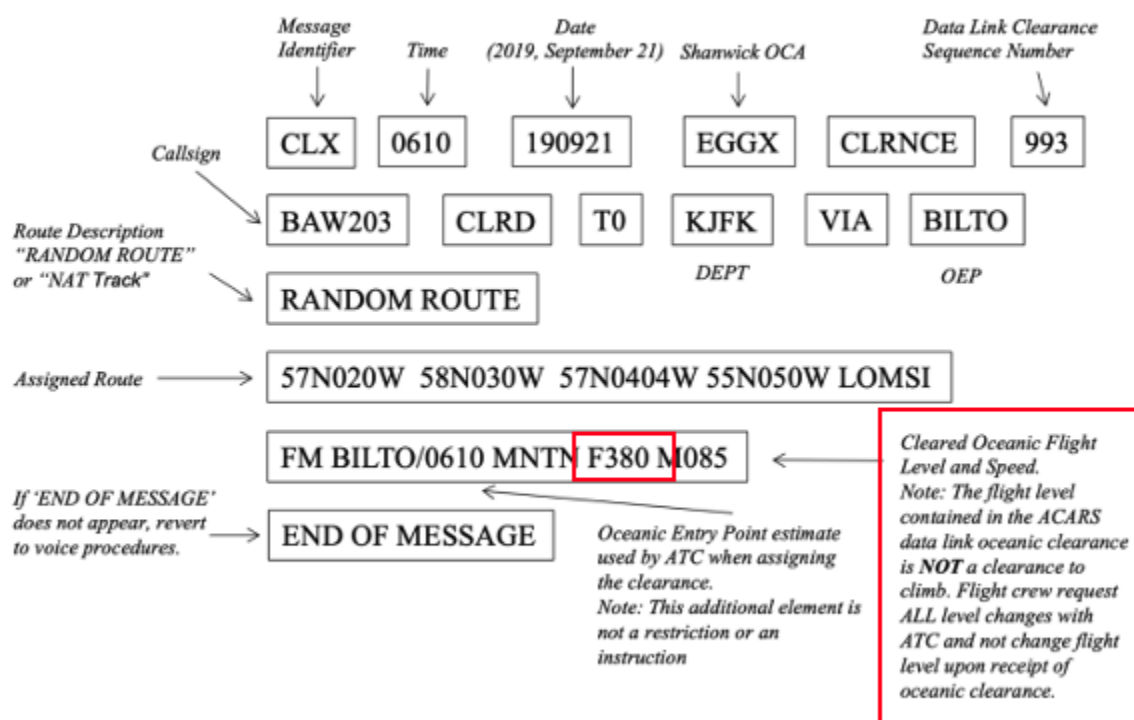 Message
Identifier
Time
Date
(2019, September 21)
Shanwick OCA
Data Link Clearance
Sequence Number
CLX 0610 190921 EGGX CLRNCE 993
Callsign
BAW203 CLRD T0 KJFK VIA BILTO
DEPT OEP
Route Description
"RANDOM ROUTE"
or "NAT Track"
RANDOM ROUTE
Assigned Route
57N020W 58N030W 57N0404W 55N050W LOMSI
FM BILTO/0610 MNTN F380 M085
Cleared Oceanic Flight
Level and Speed.
Note: The flight level
contained in the ACARS
data link oceanic clearance
is NOT a clearance to
climb. Flight crew request
ALL level changes with
ATC and not change flight
level upon receipt of
oceanic clearance.
If 'END OF MESSAGE'
does not appear, revert
to voice procedures.
END OF MESSAGE
Oceanic Entry Point estimate
used by ATC when assigning
the clearance.
Note: This additional element is
not a restriction or an
instruction